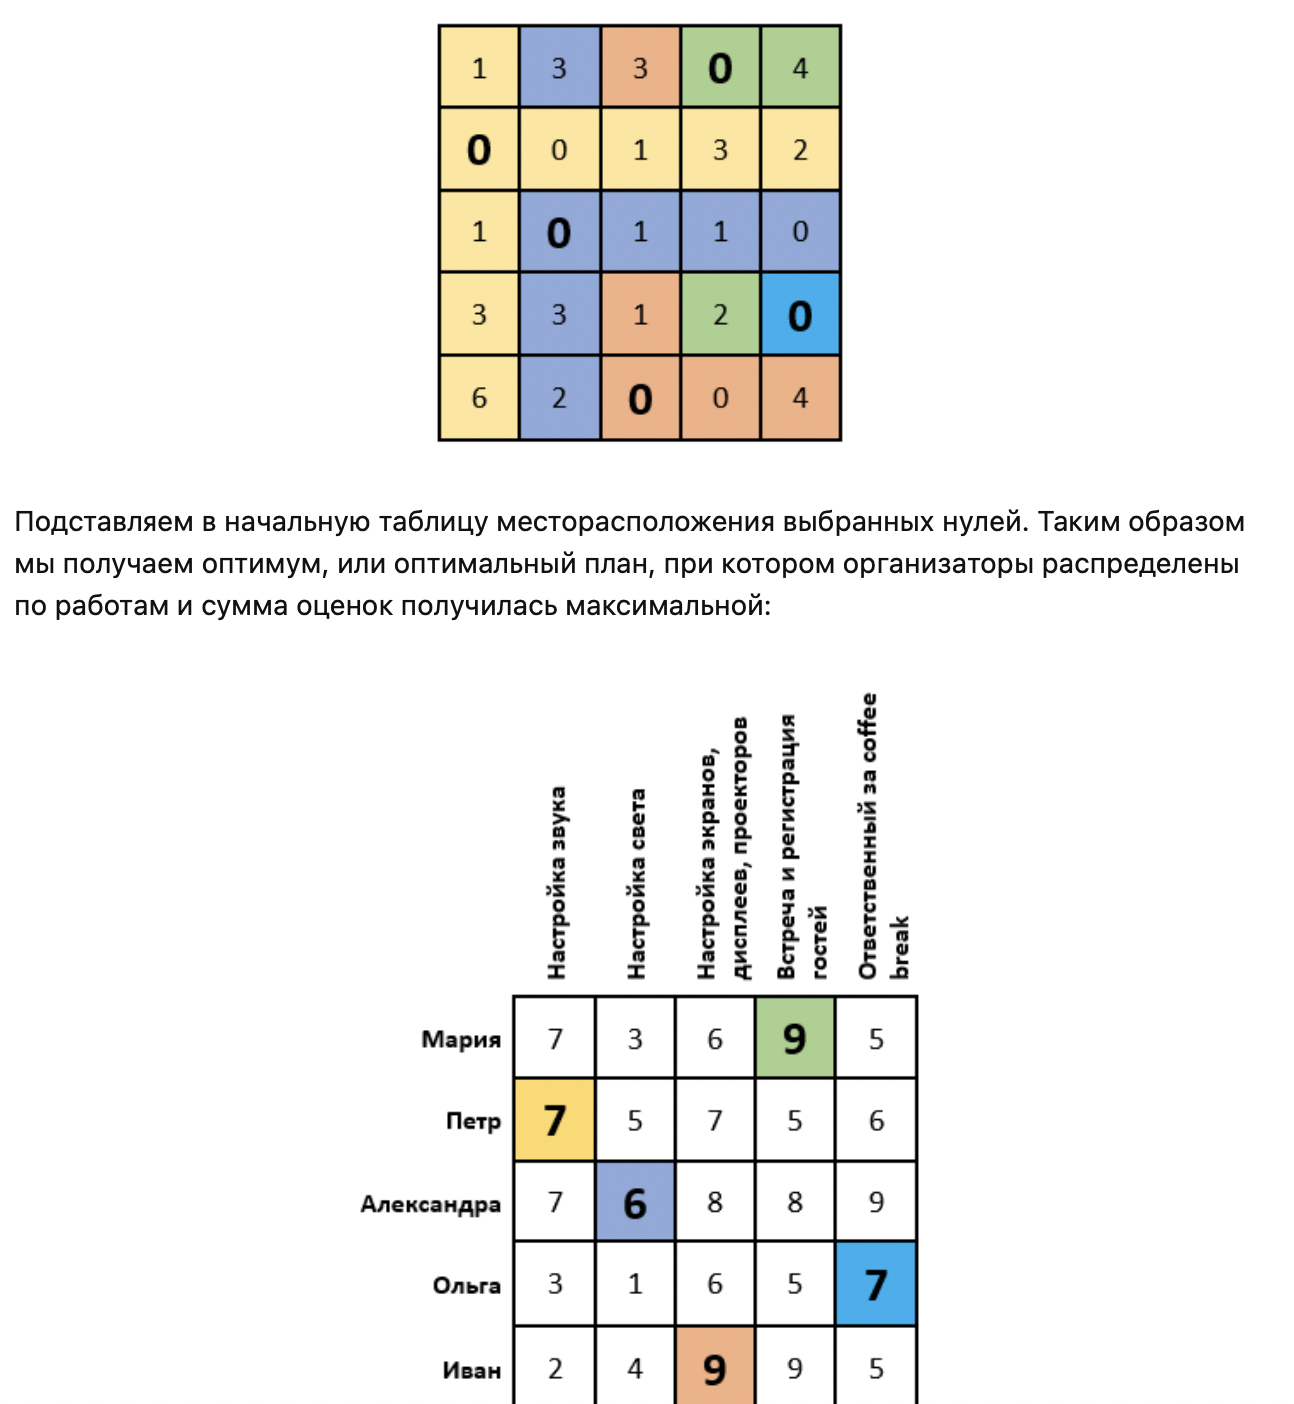 1 3 3 0 4
0 0 1 3 2
1 0 1 1 0
3 3 1 2 0
6 2 0 0 4
Подставляем в начальную таблицу месторасположения выбранных нулей. Таким образом
мы получаем оптимум, или оптимальный план, при котором организаторы распределены
по работам и сумма оценок получилась максимальной:
Настройка звука
Настройка света
Настройка экранов,
дисплеев, проекторов
Встреча и регистрация
гостей
Ответственный за coffee
break
Мария 7 3 6 9 5
Петр 7 5 7 5 6
Александра 7 6 8 8 9
Ольга 3 1 6 5 7
Иван 2 4 9 9 5